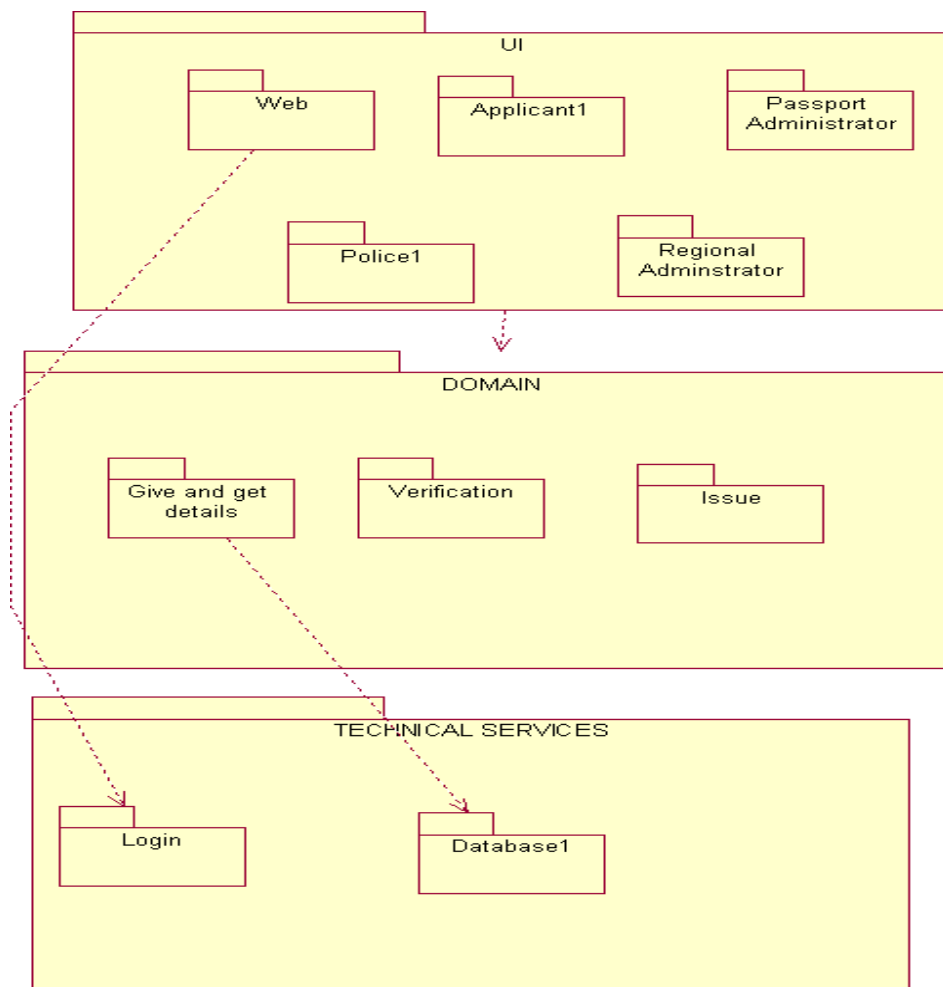 UI
Web
Applicant1
Passport
Administrator
Police1
Regional
Adminstrator
DOMAIN
Give and get
details
Verification
Issue
TECHNICAL SERVICES
Login
Database1